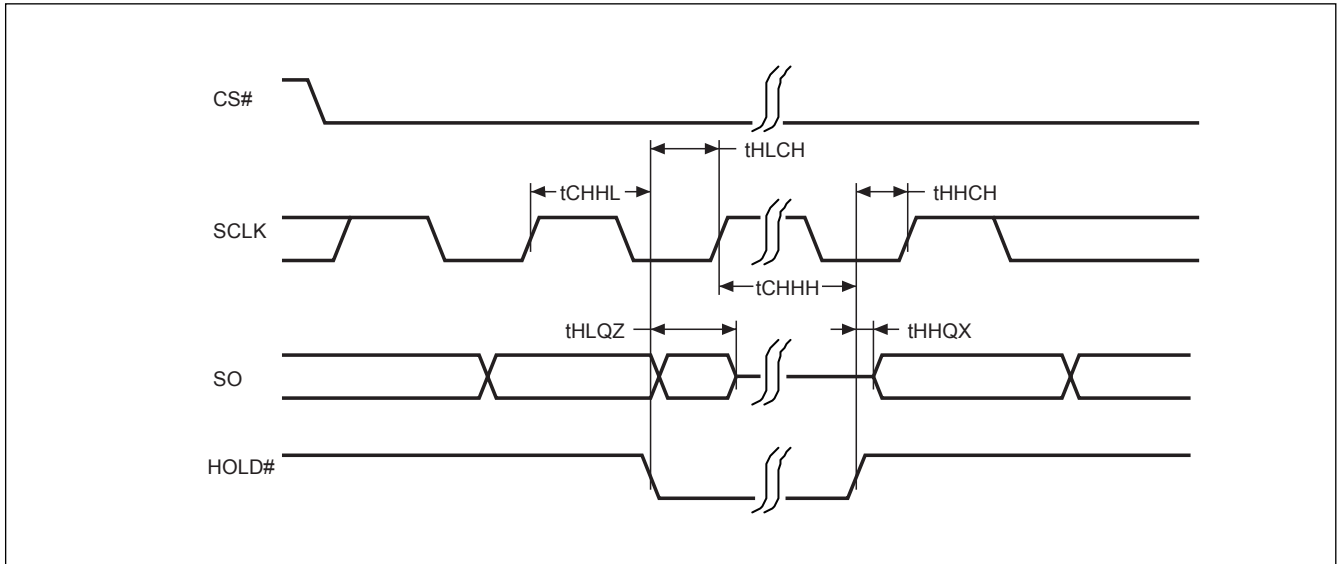 CS#
tHLCH
tCHHL
tHHCH
SCLK
tCHHH
tHLQZ
tHHQX
SO
HOLD#